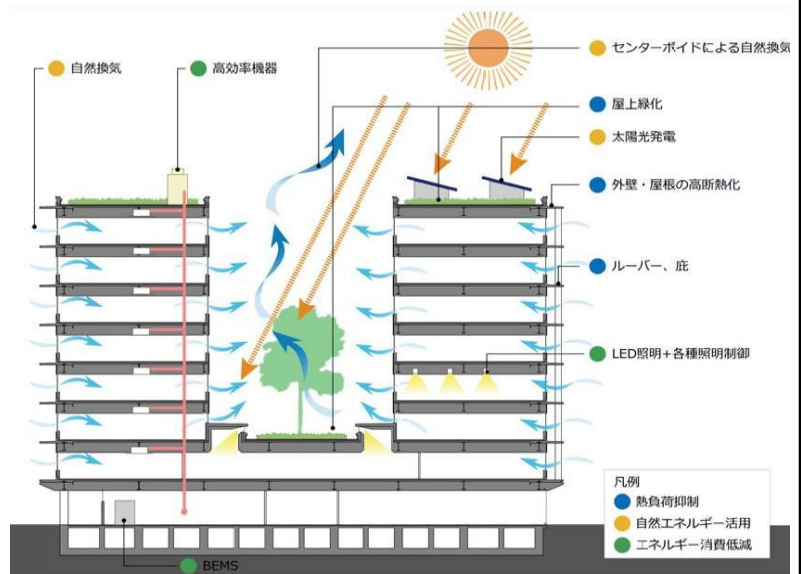 自然換気
高効率機器
センターボイドによる自然換気
屋上緑化
太陽光発電
外壁・屋根の高断熱化
ルーバー、庇
LED照明+各種照明制御
凡例
熱負荷抑制
自然エネルギー活用
エネルギー消費低減
BEMS